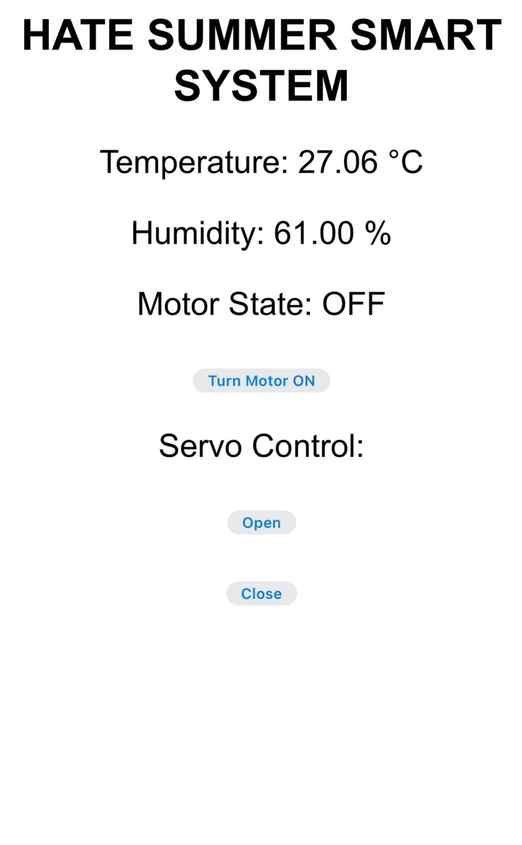 HATE SUMMER SMART
SYSTEM
Temperature: 27.06 °C
Humidity: 61.00 %
Motor State: OFF
Turn Motor ON
Servo Control:
Open
Close